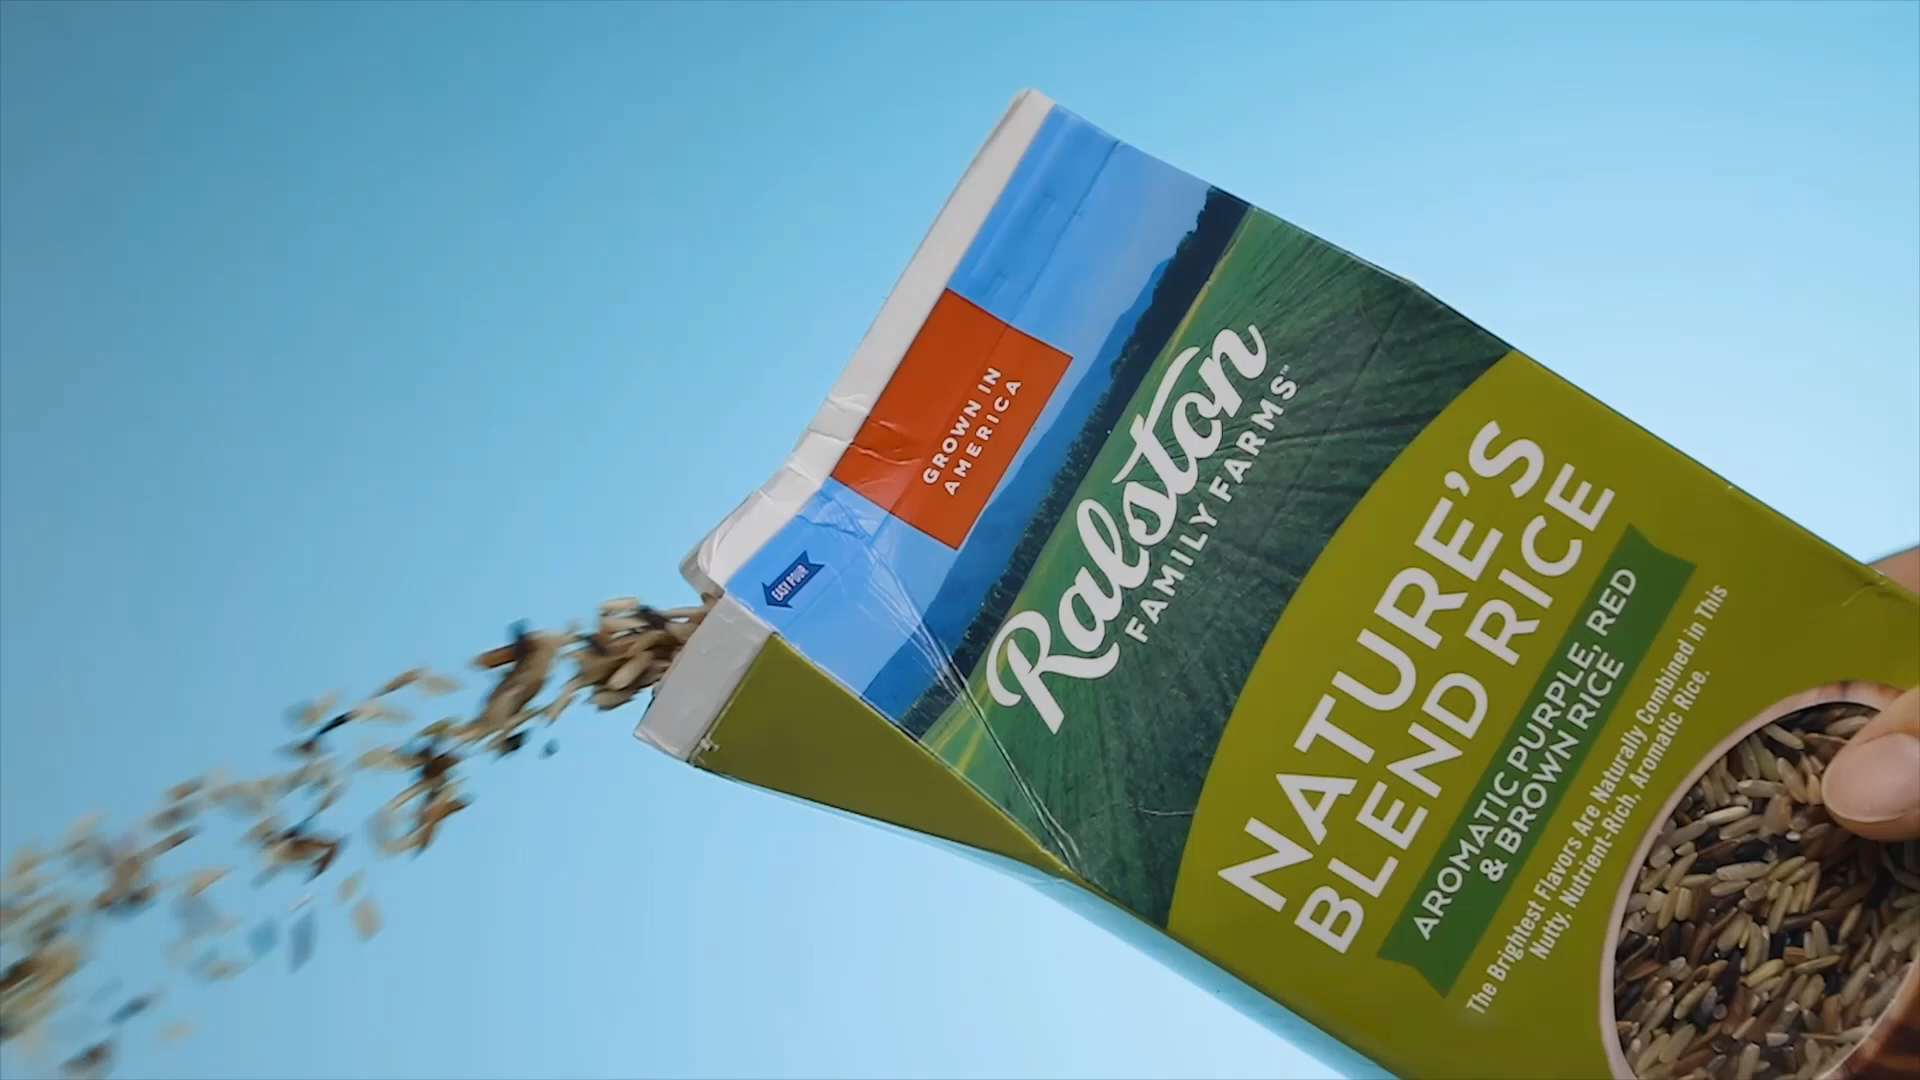 GROWN IN
AMERICA
EASY POUR
Ralston
FAMILY FARMS™
NATURE'S
BLEND RICE
AROMATIC PURPLE, RED
& BROWN RICE
The Brightest Flavors Are Naturally Combined in This
Nutty, Nutrient-Rich, Aromatic Rice.